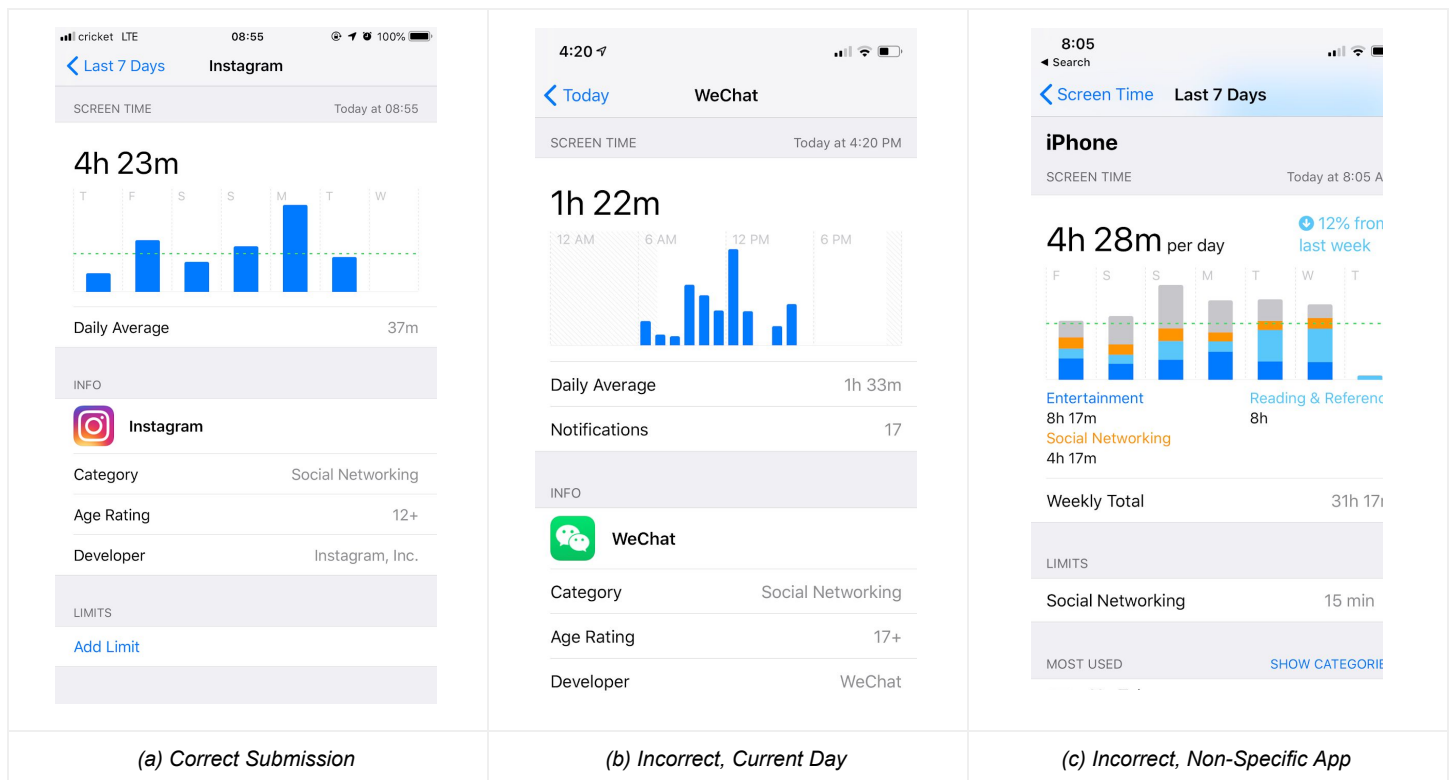 cricket LTE 08:55 100%
Last 7 Days Instagram
SCREEN TIME Today at 08:55
4h 23m
T F S S M T W
Daily Average 37m
INFO
Instagram
Category Social Networking
Age Rating 12+
Developer Instagram, Inc.
LIMITS
Add Limit
(a) Correct Submission
4:20
Today WeChat
SCREEN TIME Today at 4:20 PM
1h 22m
12 AM 6 AM 12 PM 6 PM
Daily Average 1h 33m
Notifications 17
INFO
WeChat
Category Social Networking
Age Rating 17+
Developer WeChat
(b) Incorrect, Current Day
8:05
Search
Screen Time Last 7 Days
iPhone
SCREEN TIME Today at 8:05 A
4h 28m per day
12% from
last week
F S S M T W T
Entertainment Reading & Referenc
8h 17m 8h
Social Networking
4h 17m
Weekly Total 31h 17
LIMITS
Social Networking 15 min
MOST USED SHOW CATEGORIE
(c) Incorrect, Non-Specific App